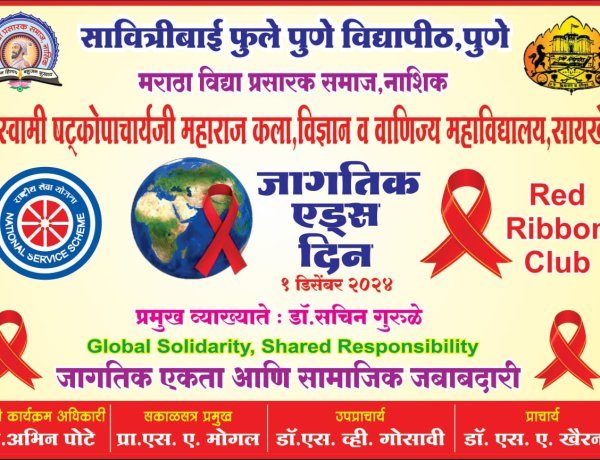 सावित्रीबाई फुले पुणे विद्यापीठ,पुणे
मराठा विद्या प्रसारक समाज,नाशिक
स्वामी षट्कोपाचार्यजी महाराज कला,विज्ञान व वाणिज्य महाविद्यालय,सायखे
राष्ट्रीय सेवा योजना
NATIONAL SERVICE SCHEME
जागतिक
एड्स
दिन
१ डिसेंबर २०२४
Red
Ribbon
Club
प्रमुख व्याख्याते : डॉ.सचिन गुरुळे
Global Solidarity, Shared Responsibility
जागतिक एकता आणि सामाजिक जबाबदारी
कार्यक्रम अधिकारी
.अभिन पोटे
सकाळसत्र प्रमुख
प्रा.एस. ए. मोगल
उपप्राचार्य
डॉ.एस. व्ही. गोसावी
प्राचार्य
डॉ. एस. ए. खैरन